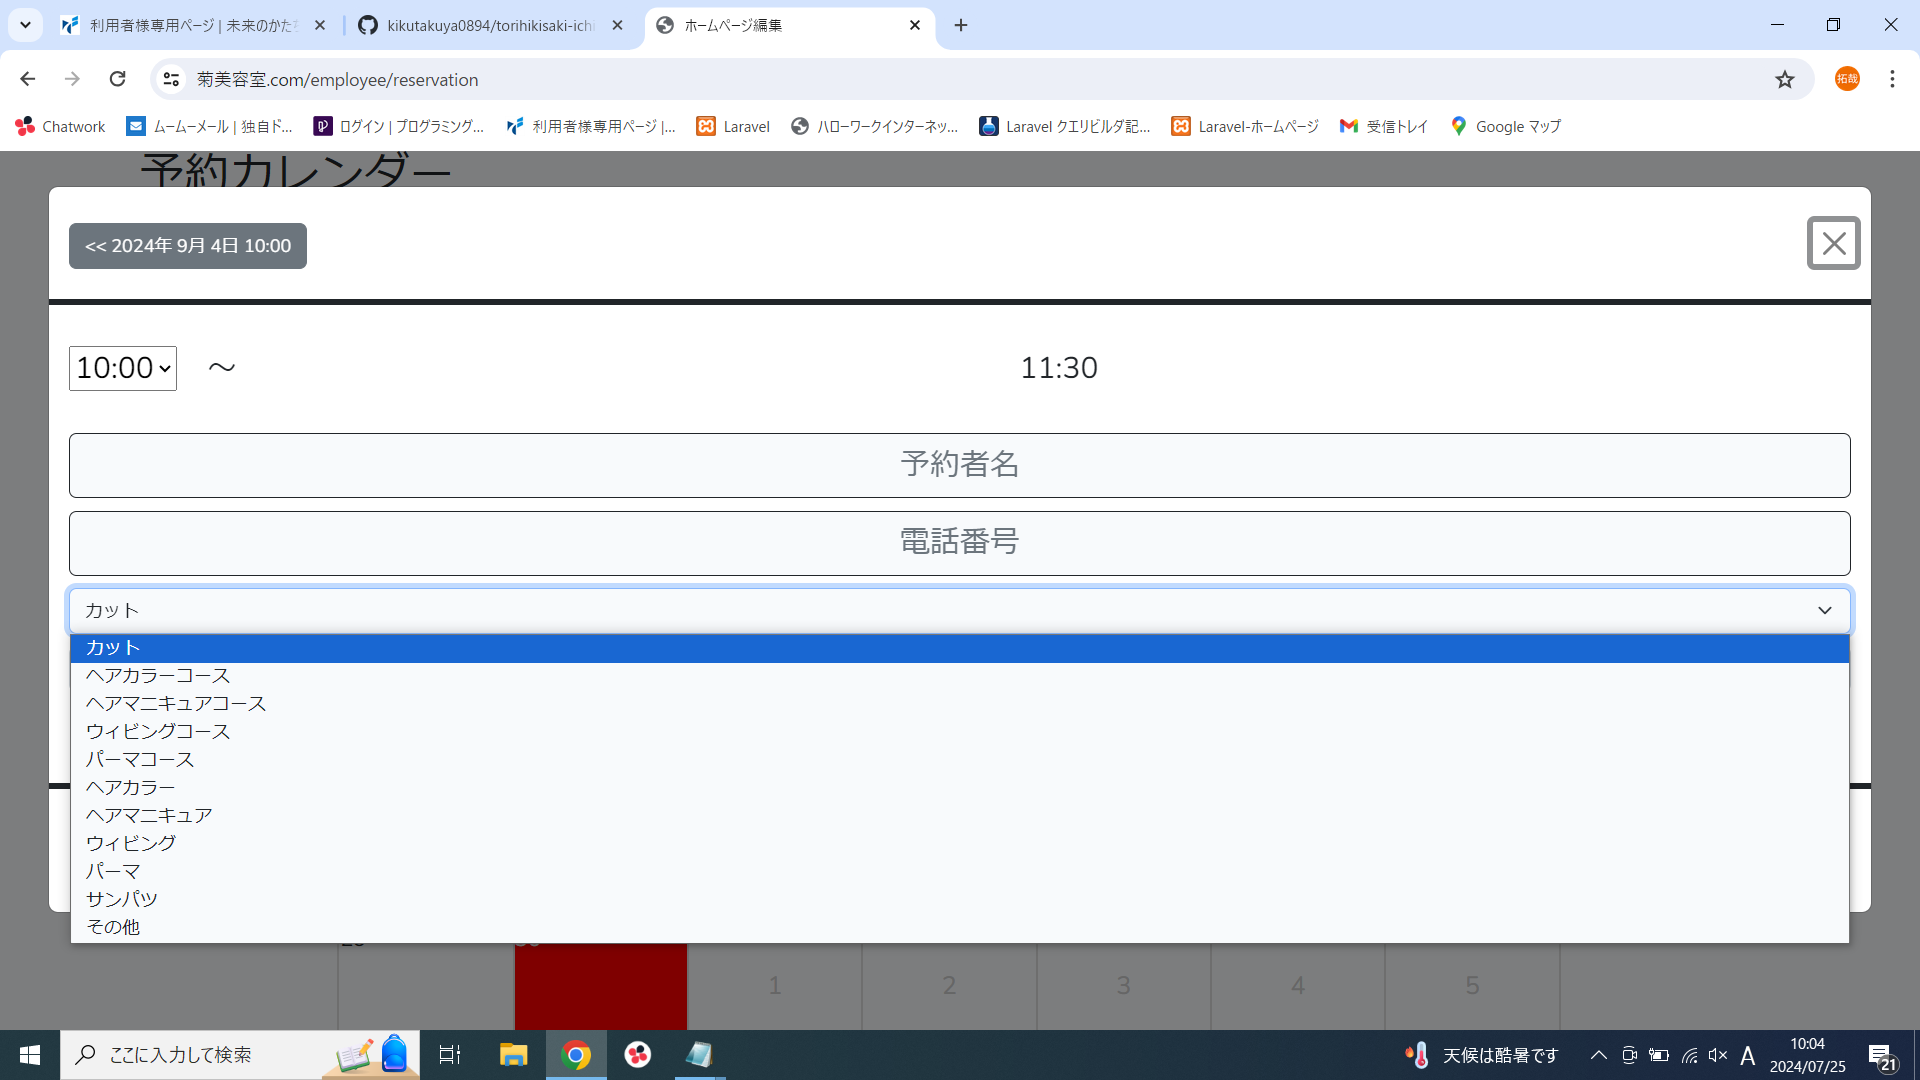 利用者様専用ページ | 未来のかた
kikutakuya0894/torihikisaki-ichi
ホームページ編集
菊美容室.com/employee/reservation
拓哉
Chatwork
ムームーメール | 独自ド...
ログイン | プログラミング...
利用者様専用ページ |...
Laravel
ハローワークインターネッ...
Laravel クエリビルダ記...
Laravel-ホームページ
受信トレイ
Google マップ
予約カレンダー
<< 2024年 9月 4日 10:00
10:00 ～ 11:30
予約者名
電話番号
カット
カット
ヘアカラーコース
ヘアマニキュアコース
ウィビングコース
パーマコース
ヘアカラー
ヘアマニキュア
ウィビング
パーマ
サンパツ
その他
1 2 3 4 5
ここに入力して検索
天候は酷暑です
A
10:04
2024/07/25
21